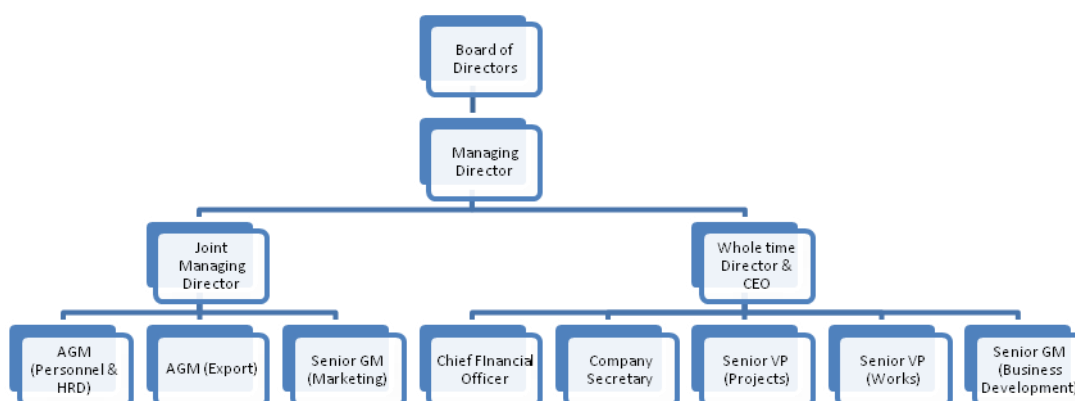 Board of
Directors
Managing
Director
Joint
Managing
Director
Whole time
Director &
CEO
AGM
(Personnel &
HRD)
AGM (Export)
Senior GM
(Marketing)
Chief FInancial
Officer
Company
Secretary
Senior VP
(Projects)
Senior VP
(Works)
Senior GM
(Business
Development)